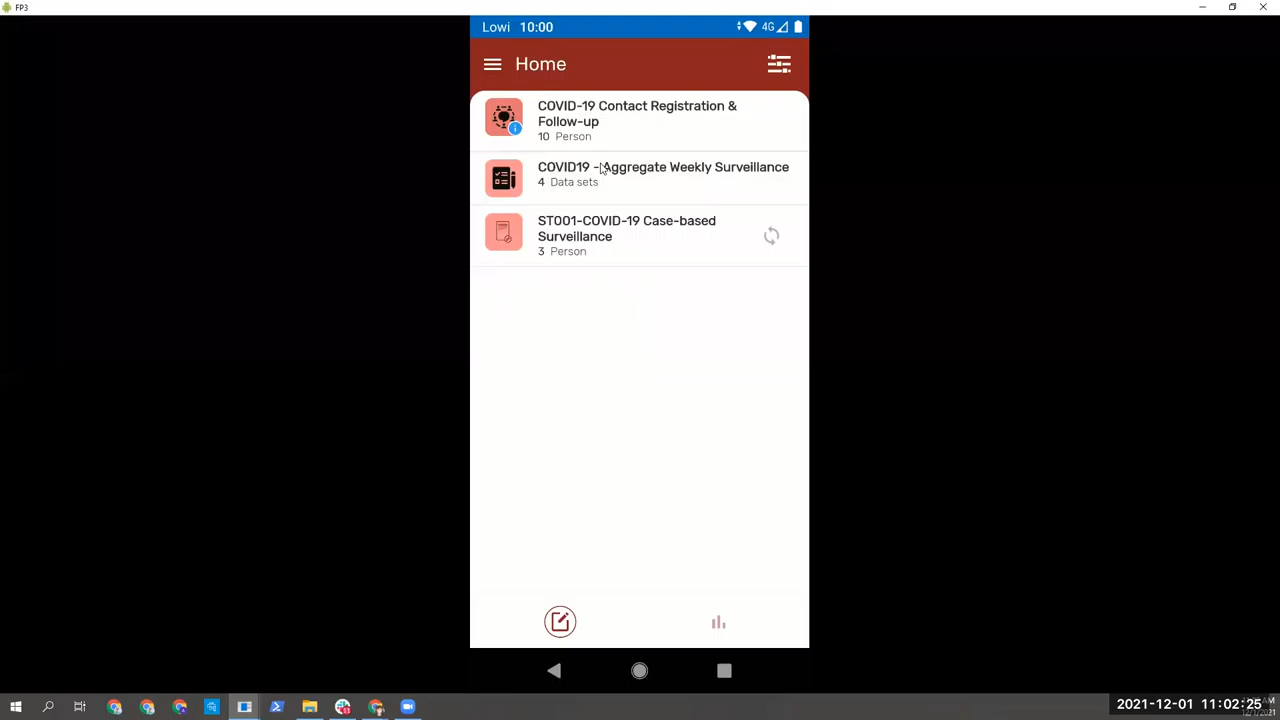 FP3
Lowi 10:00
4G
Home
COVID-19 Contact Registration &
Follow-up
10 Person
COVID19 - Aggregate Weekly Surveillance
4 Data sets
ST001-COVID-19 Case-based
Surveillance
3 Person
2021-12-01 11:02:25